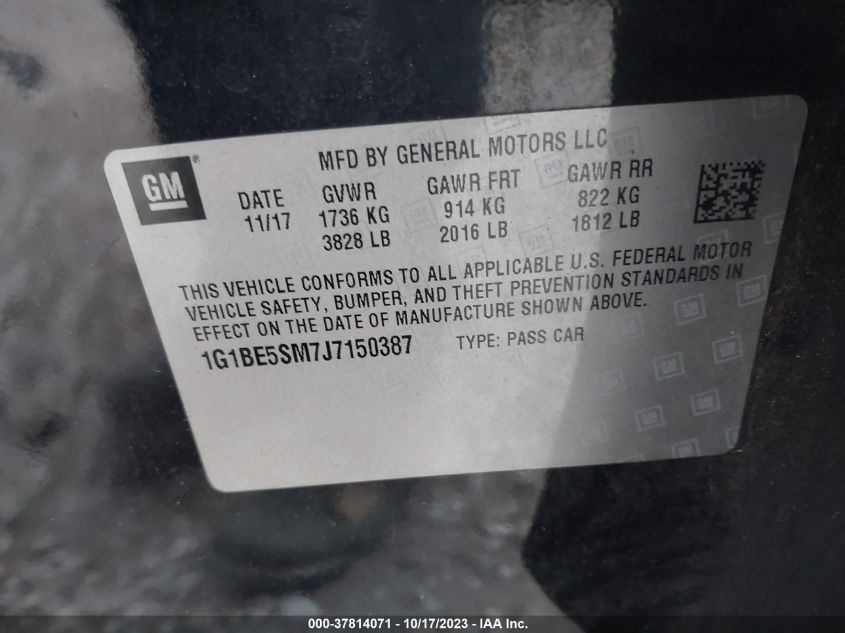 GM®
MFD BY GENERAL MOTORS LLC
DATE GVWR GAWR FRT GAWR RR
11/17 1736 KG 914 KG 822 KG
3828 LB 2016 LB 1812 LB
THIS VEHICLE CONFORMS TO ALL APPLICABLE U.S. FEDERAL MOTOR
VEHICLE SAFETY, BUMPER, AND THEFT PREVENTION STANDARDS IN
EFFECT ON THE DATE OF MANUFACTURE SHOWN ABOVE.
1G1BE5SM7J7150387 TYPE: PASS CAR
000-37814071 - 10/17/2023 - IAA Inc.